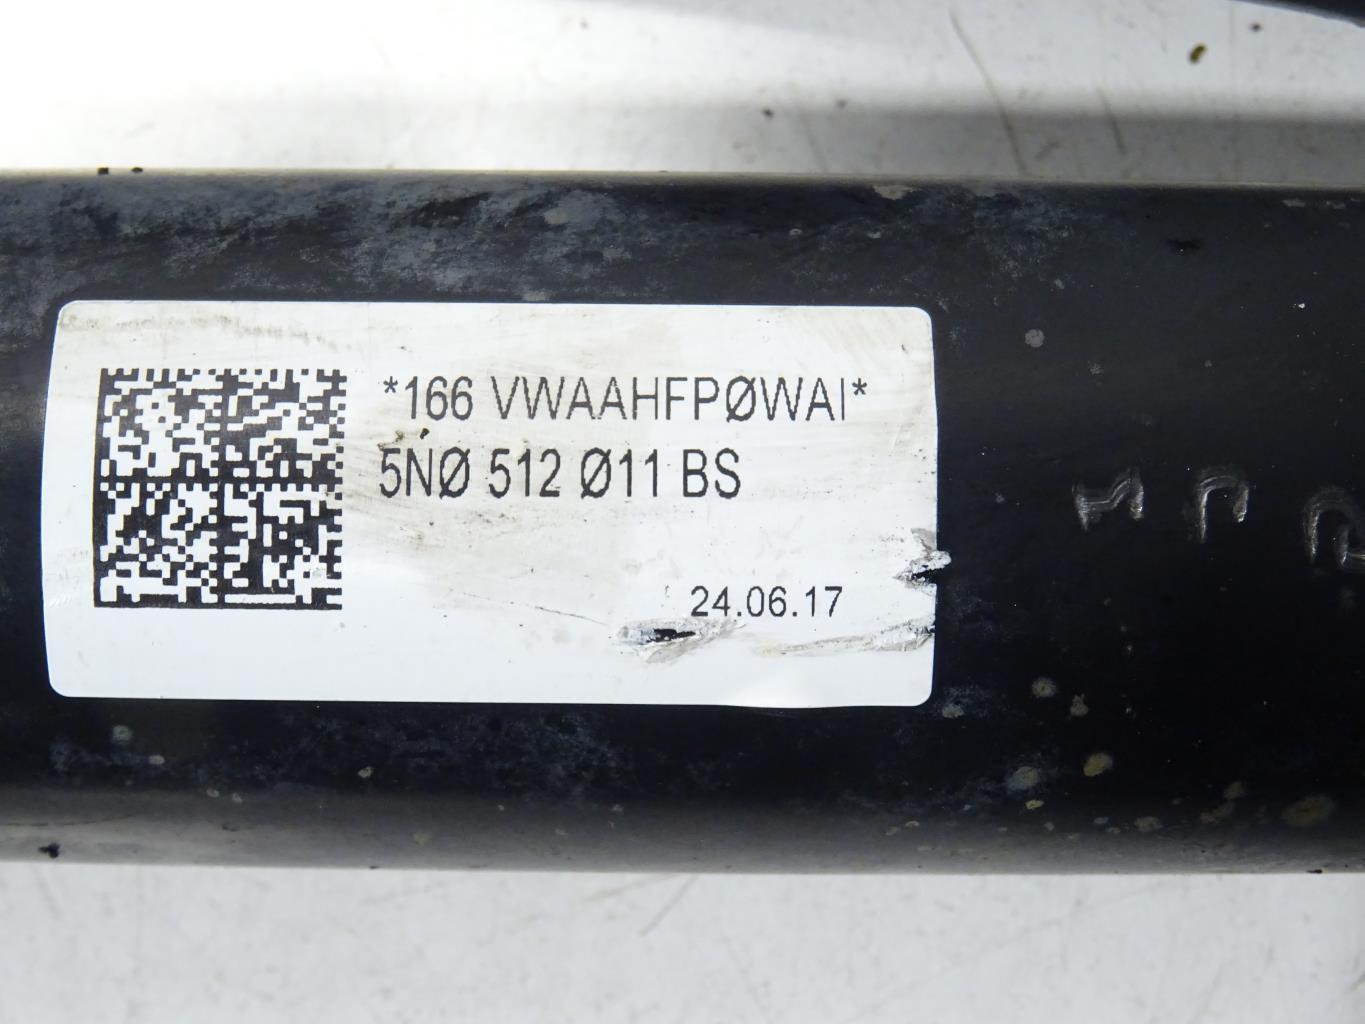 *166 VWAAHFPØWAI*
5NØ 512 Ø11 BS
24.06.17